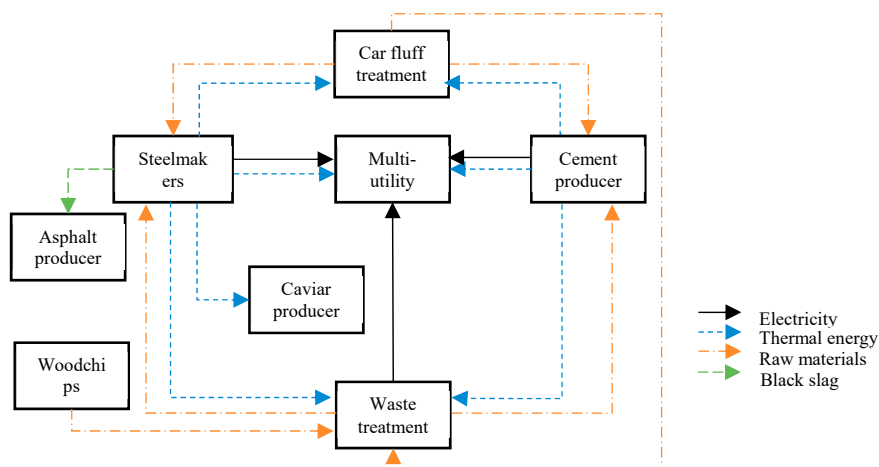 Car fluff
treatment
Steelmak
ers
Multi-
utility
Cement
producer
Asphalt
producer
Caviar
producer
Woodchi
ps
Waste
treatment
Electricity
Thermal energy
Raw materials
Black slag